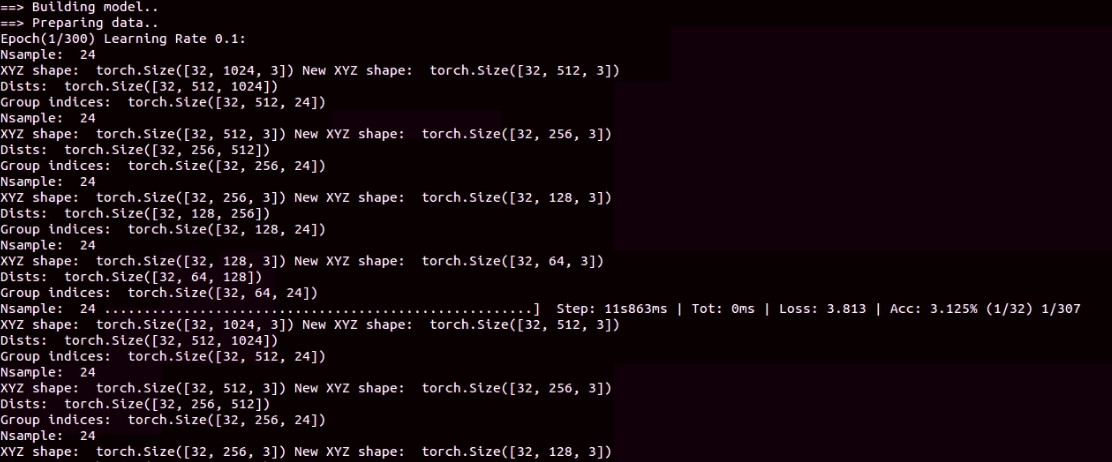 ==> Building model..
==> Preparing data..
Epoch(1/300) Learning Rate 0.1:
Nsample:  24
XYZ shape:  torch.Size([32, 1024, 3]) New XYZ shape:  torch.Size([32, 512, 3])
Dists:  torch.Size([32, 512, 1024])
Group indices:  torch.Size([32, 512, 24])
Nsample:  24
XYZ shape:  torch.Size([32, 512, 3]) New XYZ shape:  torch.Size([32, 256, 3])
Dists:  torch.Size([32, 256, 512])
Group indices:  torch.Size([32, 256, 24])
Nsample:  24
XYZ shape:  torch.Size([32, 256, 3]) New XYZ shape:  torch.Size([32, 128, 3])
Dists:  torch.Size([32, 128, 256])
Group indices:  torch.Size([32, 128, 24])
Nsample:  24
XYZ shape:  torch.Size([32, 128, 3]) New XYZ shape:  torch.Size([32, 64, 3])
Dists:  torch.Size([32, 64, 128])
Group indices:  torch.Size([32, 64, 24])
Nsample:  24 ......................................................]  Step: 11s863ms | Tot: 0ms | Loss: 3.813 | Acc: 3.125% (1/32) 1/307
XYZ shape:  torch.Size([32, 1024, 3]) New XYZ shape:  torch.Size([32, 512, 3])
Dists:  torch.Size([32, 512, 1024])
Group indices:  torch.Size([32, 512, 24])
Nsample:  24
XYZ shape:  torch.Size([32, 512, 3]) New XYZ shape:  torch.Size([32, 256, 3])
Dists:  torch.Size([32, 256, 512])
Group indices:  torch.Size([32, 256, 24])
Nsample:  24
XYZ shape:  torch.Size([32, 256, 3]) New XYZ shape:  torch.Size([32, 128, 3])